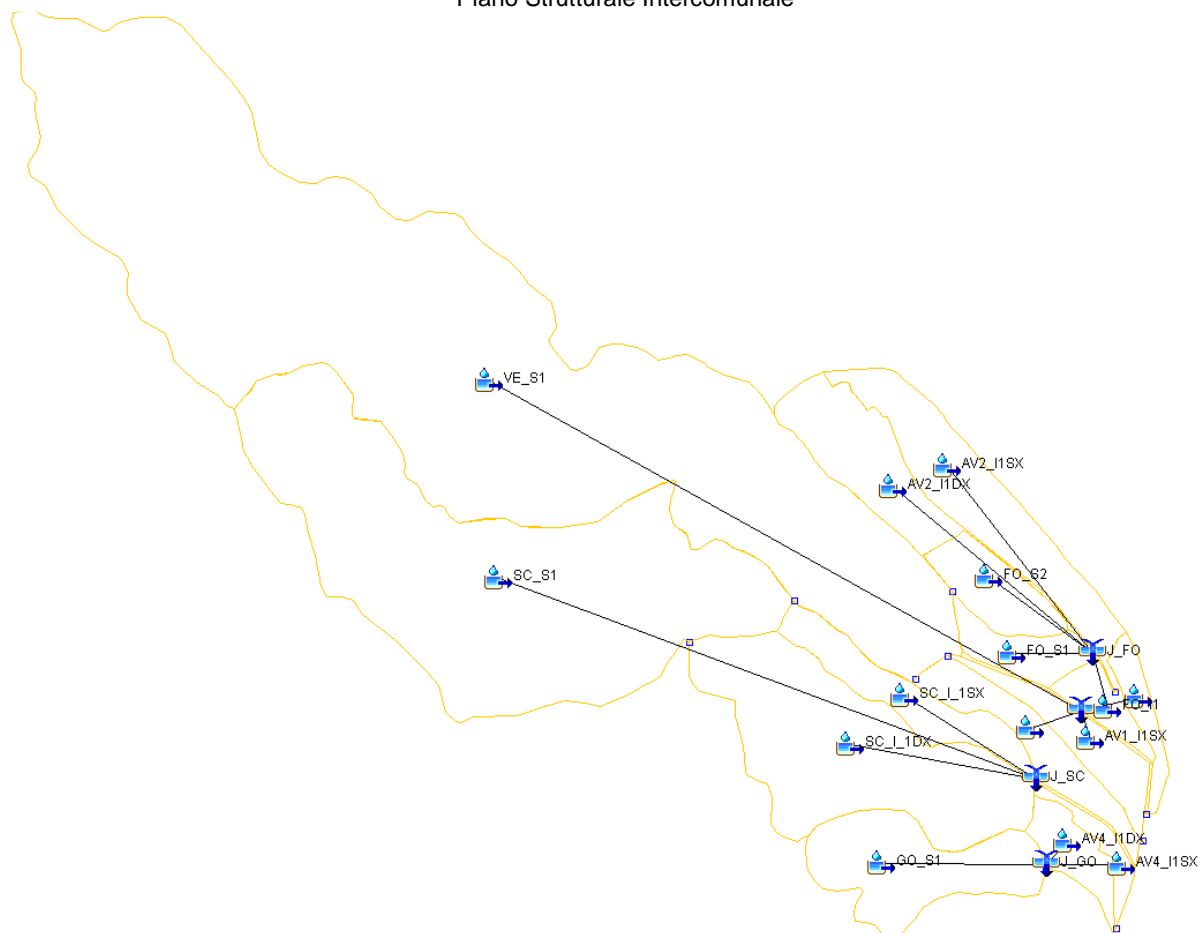 Piano Strutturale Intercomunale
VE_S1
AV2_I1SX
AV2_I1DX
SC_S1
FO_S2
FO_S1
J_FO
SC_I_1SX
FO_I1
AV1_I1SX
SC_I_1DX
J_SC
AV4_I1DX
GO_S1
J_GO
AV4_I1SX